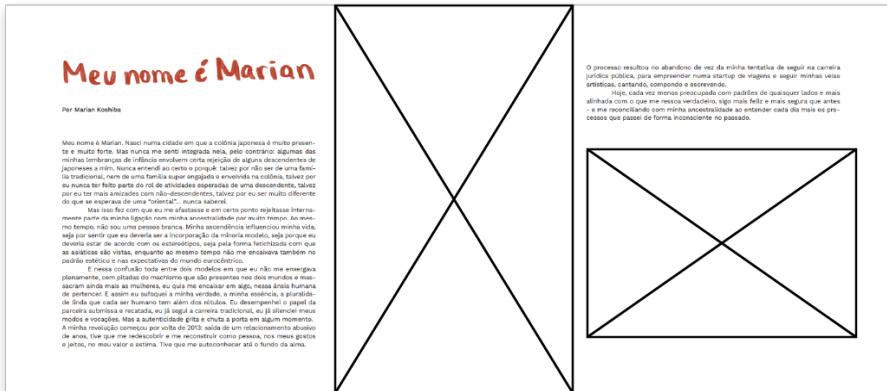 Meu nome é Marian
Por Marian Koshiba
Meu nome é Marian. Nasci numa cidade em que a colônia japonesa é muito presen-
te e muito forte. Mas nunca me senti integrada nela, pelo contrário: algumas das
minhas lembranças de infância envolvem certa rejeição de alguns descendentes de
japoneses a mim. Nunca entendi ao certo o porquê: talvez por não ser de uma famí-
lia tradicional, nem de uma família super engajada e envolvida na colônia, talvez por
eu nunca ter feito parte do rol de atividades esperadas de uma descendente, talvez
por eu ter mais amizades com não-descendentes, talvez por eu ser muito diferente
do que se esperava de uma “oriental”... nunca saberei.
Mas isso fez com que eu me afastasse e em certo ponto rejeitasse interna-
mente parte da minha ligação com minha ancestralidade por muito tempo. Ao mes-
mo tempo, não sou uma pessoa branca. Minha ascendência influenciou minha vida,
seja por sentir que eu deveria ser a incorporação da minoria modelo, seja porque eu
deveria estar de acordo com os estereótipos, seja pela forma fetichizada com que
as asiáticas são vistas, enquanto ao mesmo tempo não me encaixava também no
padrão estético e nas expectativas do mundo eurocêntrico.
E nessa confusão toda entre dois modelos em que eu não me enxergava
plenamente, com pitadas do machismo que são presentes nos dois mundos e mas-
sacram ainda mais as mulheres, eu quis me encaixar em algo, nessa ânsia humana
de pertencer. E assim eu sufoquei a minha verdade, a minha essência, a pluralida-
de linda que cada ser humano tem além dos rótulos. Eu desempenhei o papel da
parceira submissa e recatada, eu já segui a carreira tradicional, eu já silenciei meus
modos e vocações. Mas a autenticidade grita e chuta a porta em algum momento.
A minha revolução começou por volta de 2013: saída de um relacionamento abusivo
de anos, tive que me redescobrir e me reconstruir como pessoa, nos meus gostos
e jeitos, no meu valor e estima. Tive que me autoconhecer até o fundo da alma.
O processo resultou no abandono de vez da minha tentativa de seguir na carreira
jurídica pública, para empreender numa startup de viagens e seguir minhas veias
artísticas, cantando, compondo e escrevendo.
Hoje, cada vez menos preocupada com padrões de quaisquer lados e mais
alinhada com o que me ressoa verdadeiro, sigo mais feliz e mais segura que antes
- e me reconciliando com minha ancestralidade ao entender cada dia mais os pro-
cessos que passei de forma inconsciente no passado.